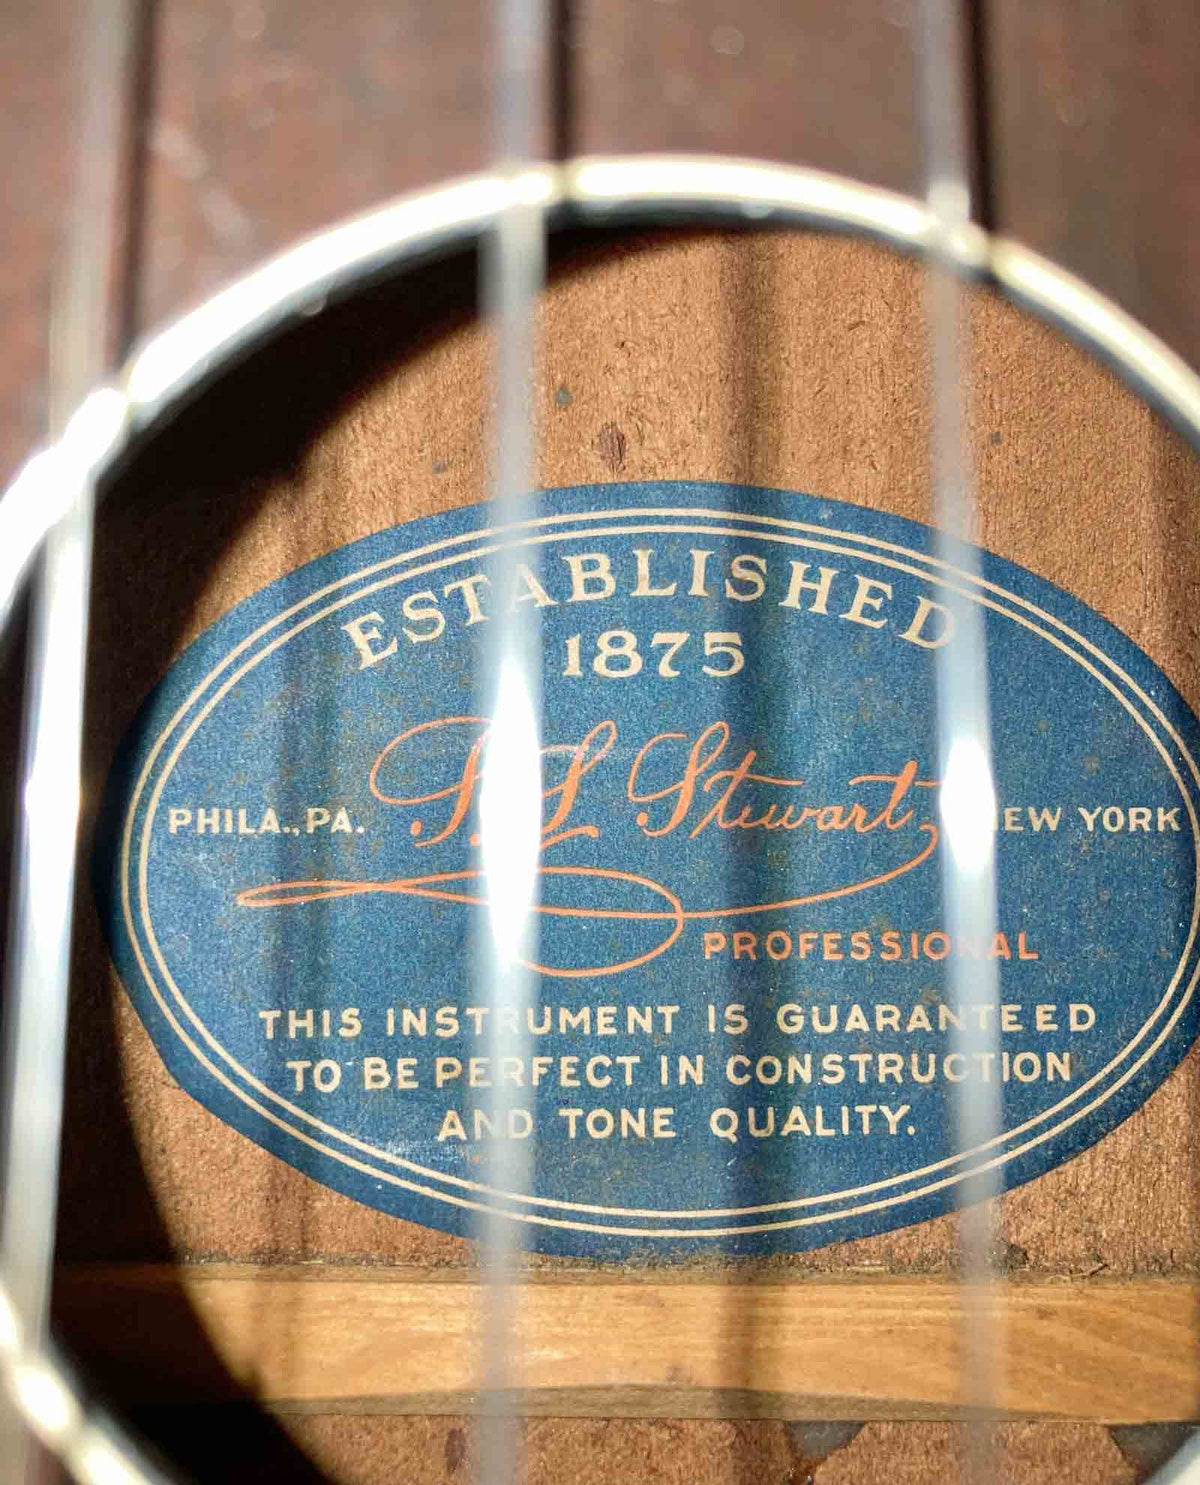 ESTABLISHED
1875
PHILA., PA. S.S. Stewart, NEW YORK
PROFESSIONAL
THIS INSTRUMENT IS GUARANTEED
TO BE PERFECT IN CONSTRUCTION
AND TONE QUALITY.